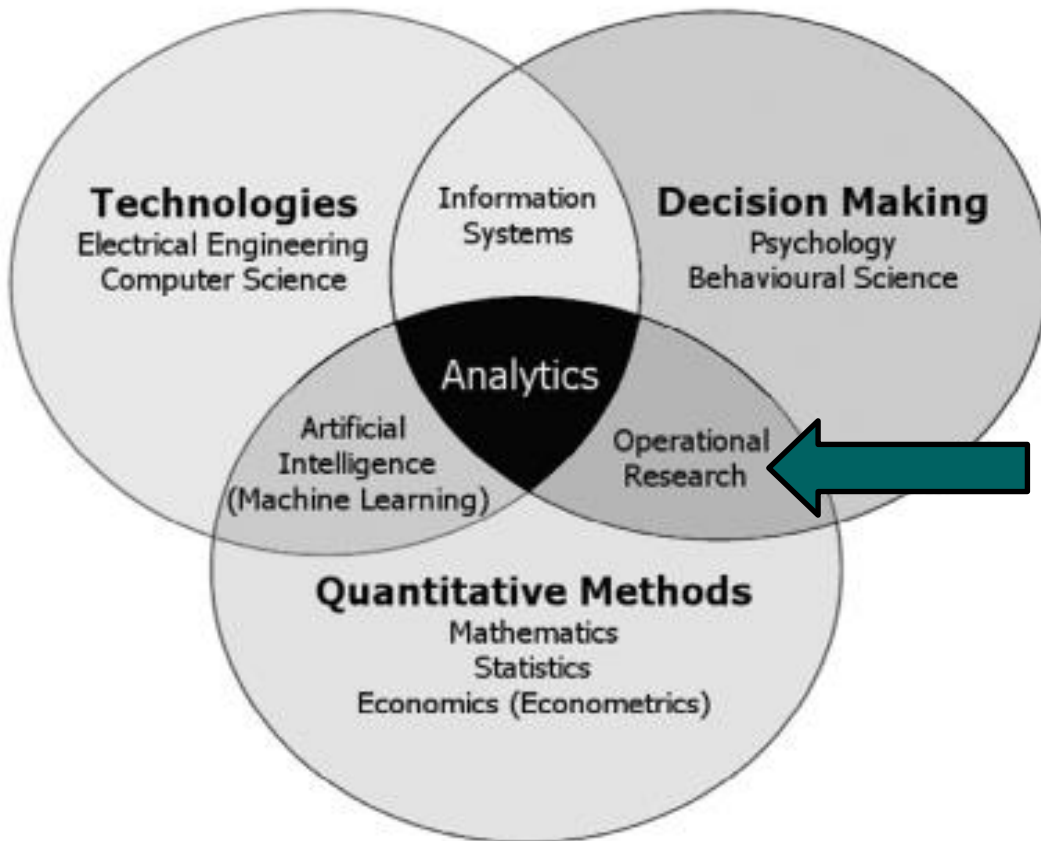 Technologies
Electrical Engineering
Computer Science
Information
Systems
Decision Making
Psychology
Behavioural Science
Analytics
Artificial
Intelligence
(Machine Learning)
Operational
Research
Quantitative Methods
Mathematics
Statistics
Economics (Econometrics)